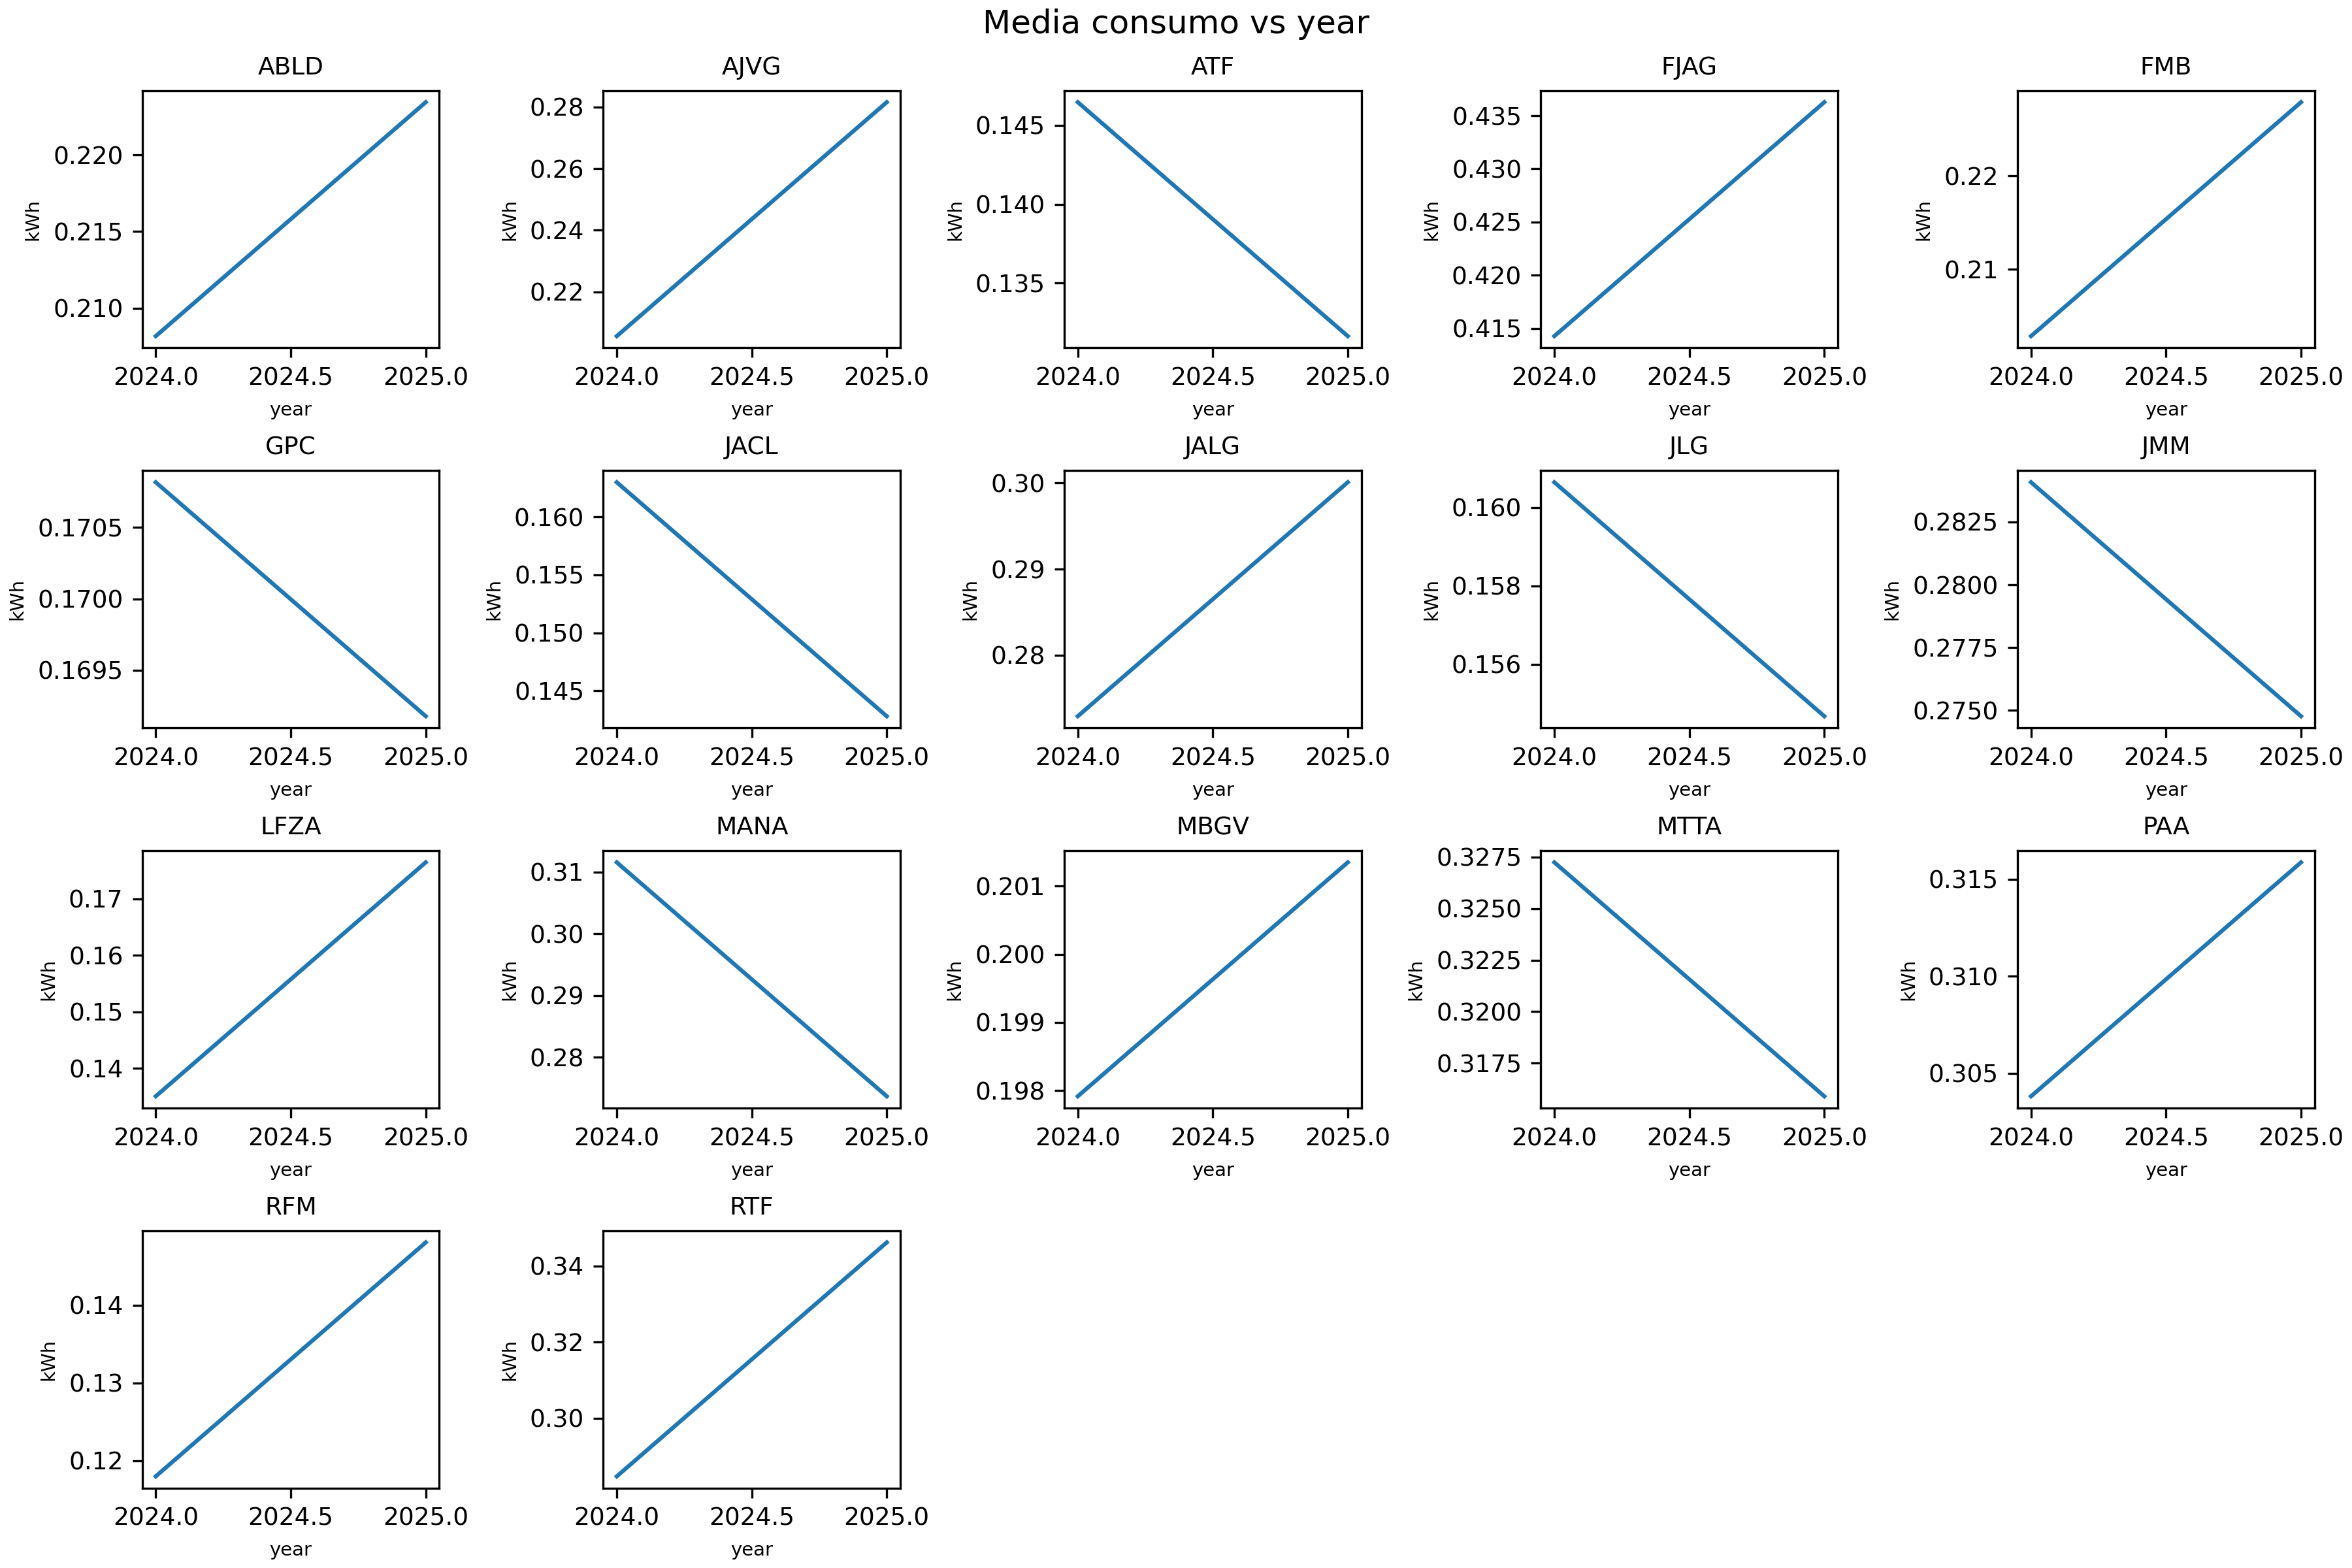 Media consumo vs year
ABLD
kWh
0.220
0.215
0.210
2024.0 2024.5 2025.0
year
AJVG
kWh
0.28
0.26
0.24
0.22
2024.0 2024.5 2025.0
year
ATF
kWh
0.145
0.140
0.135
2024.0 2024.5 2025.0
year
FJAG
kWh
0.435
0.430
0.425
0.420
0.415
2024.0 2024.5 2025.0
year
FMB
kWh
0.22
0.21
2024.0 2024.5 2025.0
year
GPC
kWh
0.1705
0.1700
0.1695
2024.0 2024.5 2025.0
year
JACL
kWh
0.160
0.155
0.150
0.145
2024.0 2024.5 2025.0
year
JALG
kWh
0.30
0.29
0.28
2024.0 2024.5 2025.0
year
JLG
kWh
0.160
0.158
0.156
2024.0 2024.5 2025.0
year
JMM
kWh
0.2825
0.2800
0.2775
0.2750
2024.0 2024.5 2025.0
year
LFZA
kWh
0.17
0.16
0.15
0.14
2024.0 2024.5 2025.0
year
MANA
kWh
0.31
0.30
0.29
0.28
2024.0 2024.5 2025.0
year
MBGV
kWh
0.201
0.200
0.199
0.198
2024.0 2024.5 2025.0
year
MTTA
kWh
0.3275
0.3250
0.3225
0.3200
0.3175
2024.0 2024.5 2025.0
year
PAA
kWh
0.315
0.310
0.305
2024.0 2024.5 2025.0
year
RFM
kWh
0.14
0.13
0.12
2024.0 2024.5 2025.0
year
RTF
kWh
0.34
0.32
0.30
2024.0 2024.5 2025.0
year